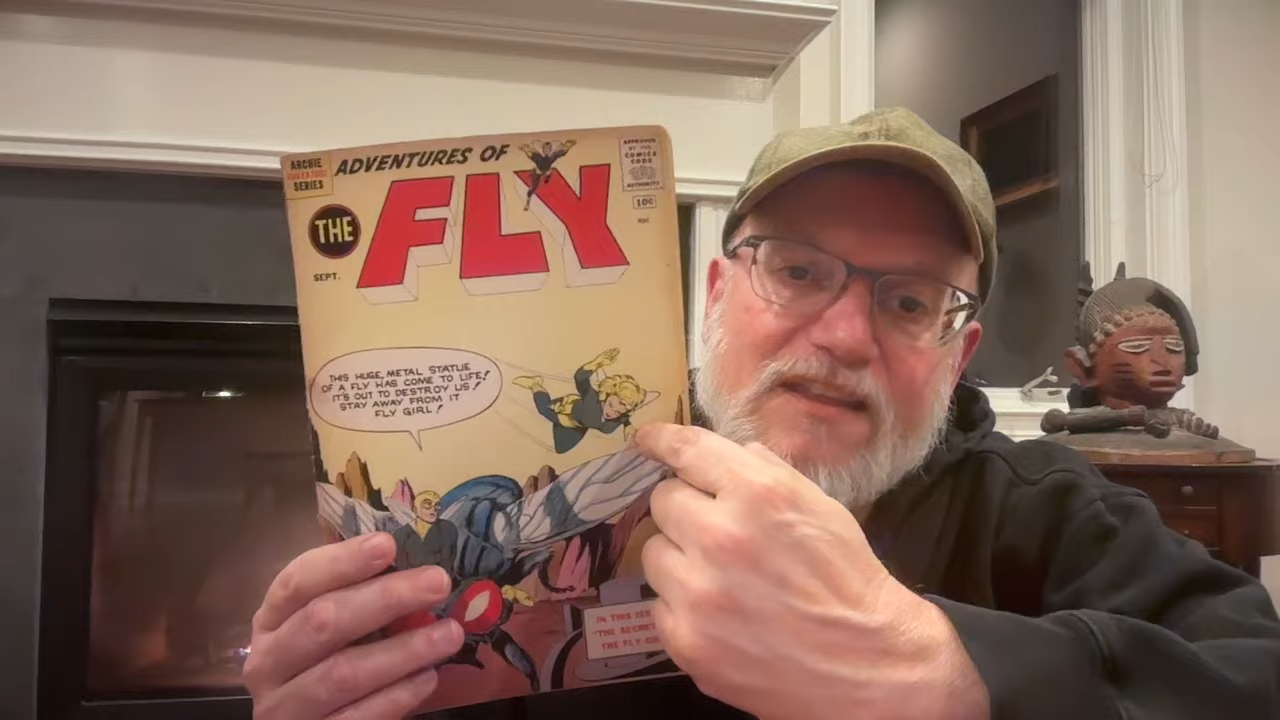 ARCHIE
ADVENTURE
SERIES
ADVENTURES OF
APPROVED
BY THE
COMICS
CODE
AUTHORITY
THE
FLY
10¢
SEPT.
THIS HUGE, METAL STATUE
OF A FLY HAS COME TO LIFE!
IT'S OUT TO DESTROY US!
STAY AWAY FROM IT
FLY GIRL!
IN THIS
"THE SECRET
THE FLY